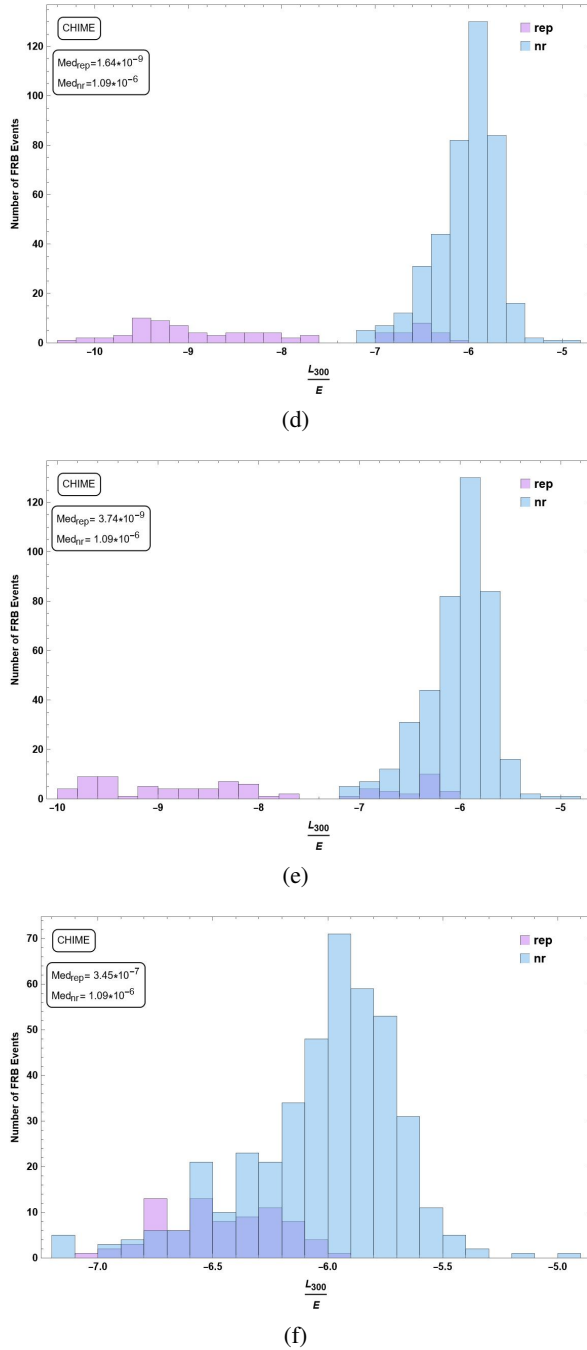 CHIME
Med_rep=1.64*10^−9
Med_nr=1.09*10^−6
rep
nr
Number of FRB Events
120
100
80
60
40
20
0
−10 −9 −8 −7 −6 −5
L_300
E
(d)
CHIME
Med_rep= 3.74*10^−9
Med_nr= 1.09*10^−6
rep
nr
Number of FRB Events
120
100
80
60
40
20
0
−10 −9 −8 −7 −6 −5
L_300
E
(e)
CHIME
Med_rep= 3.45*10^−7
Med_nr= 1.09*10^−6
rep
nr
Number of FRB Events
70
60
50
40
30
20
10
0
−7.0 −6.5 −6.0 −5.5 −5.0
L_300
E
(f)